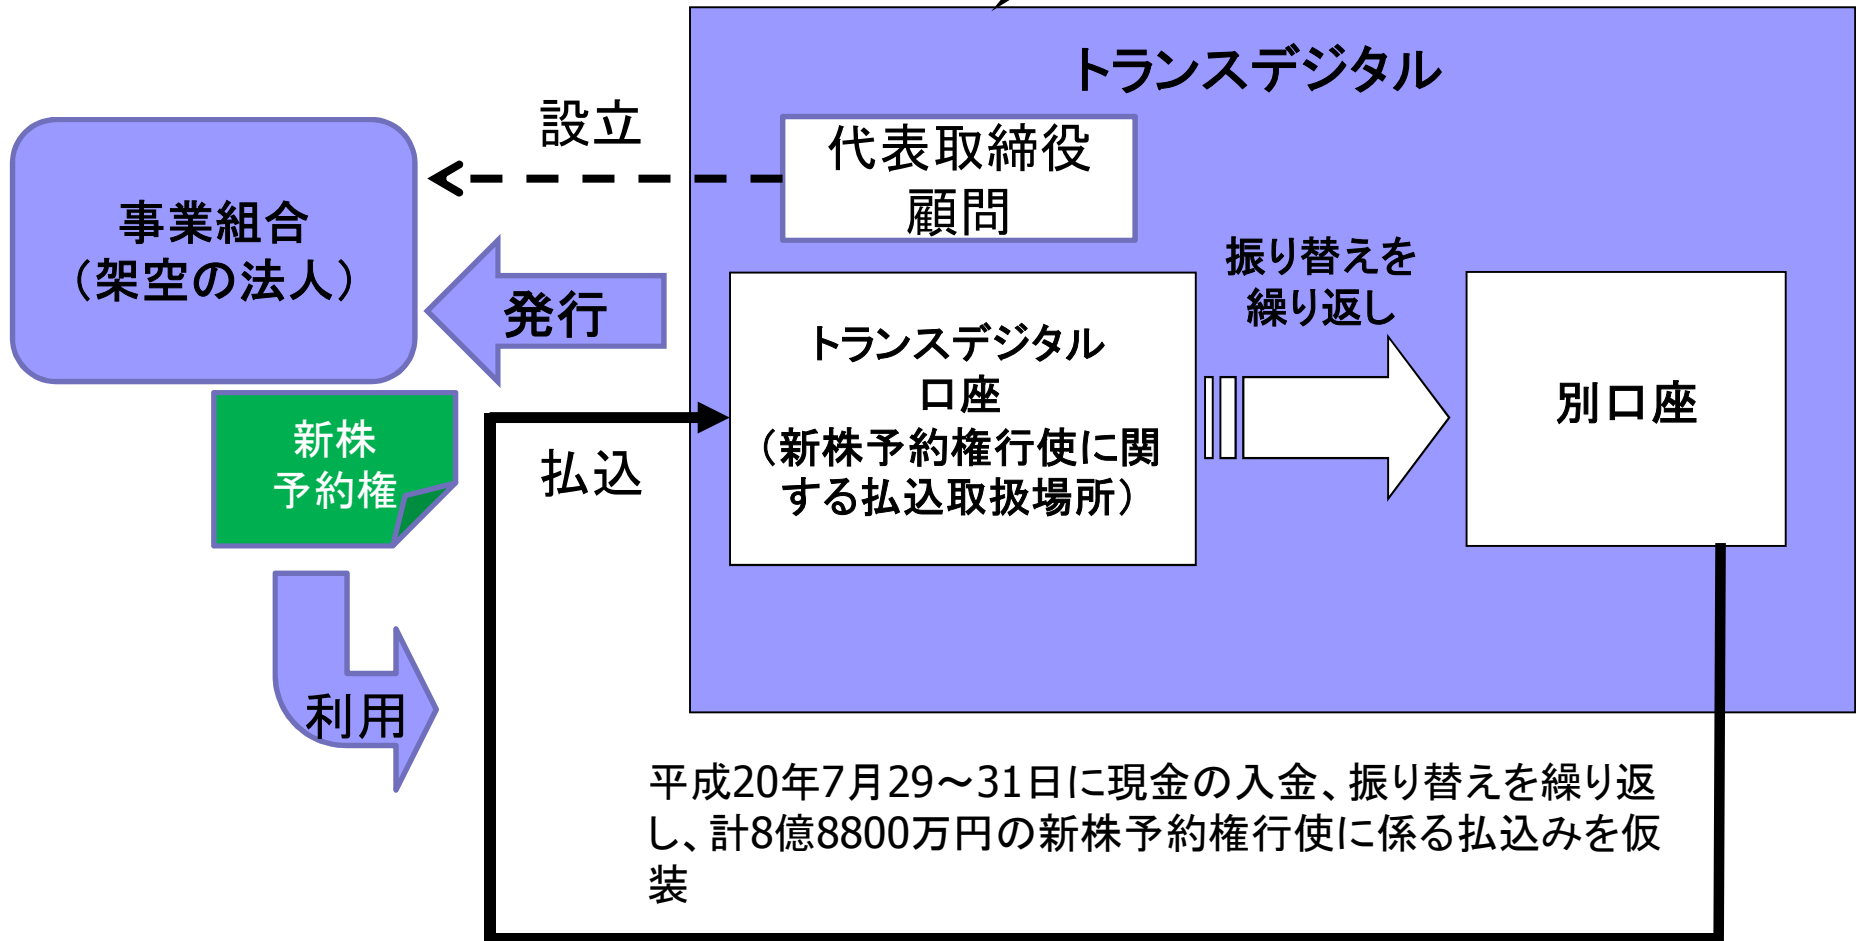 トランスデジタル
設立
代表取締役
顧問
事業組合
（架空の法人）
発行
振り替えを
繰り返し
トランスデジタル
口座
（新株予約権行使に関
する払込取扱場所）
別口座
新株
予約権
払込
利用
平成20年7月29～31日に現金の入金、振り替えを繰り返
し、計8億8800万円の新株予約権行使に係る払込みを仮
装